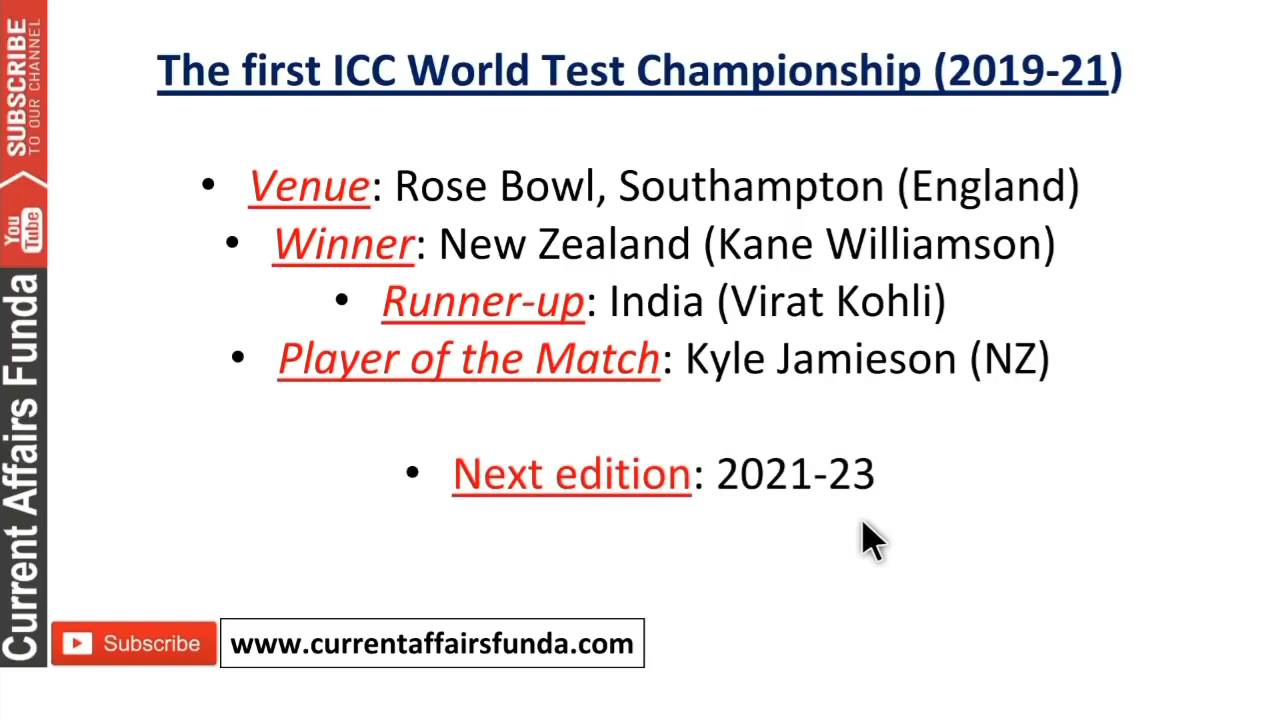 The first ICC World Test Championship (2019-21)
• Venue: Rose Bowl, Southampton (England)
• Winner: New Zealand (Kane Williamson)
• Runner-up: India (Virat Kohli)
• Player of the Match: Kyle Jamieson (NZ)
• Next edition: 2021-23
SUBSCRIBE
TO OUR CHANNEL
You
Tube
Current Affairs Funda
Subscribe
www.currentaffairsfunda.com